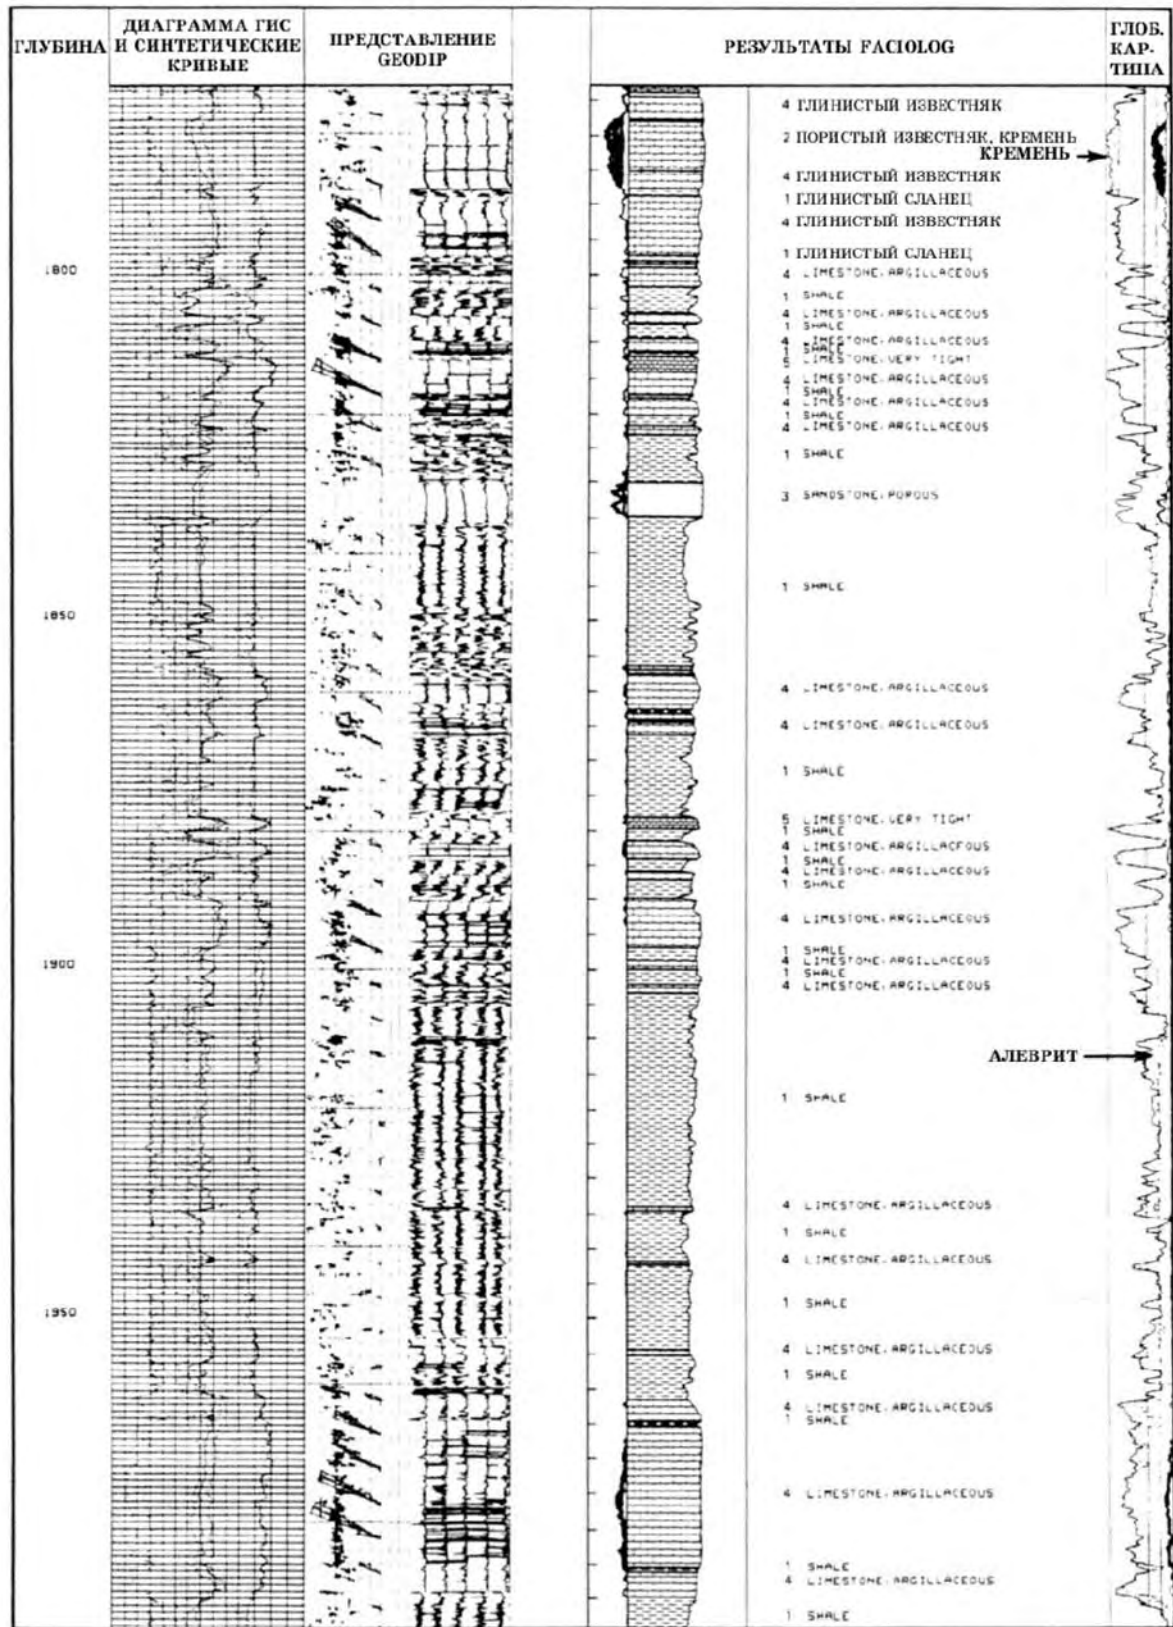 ГЛУБИНА
ДИАГРАММА ГИС
И СИНТЕТИЧЕСКИЕ
КРИВЫЕ
ПРЕДСТАВЛЕНИЕ
GEODIP
РЕЗУЛЬТАТЫ FACIOLOG
ГЛОБ.
КАР-
ТИПА
4 ГЛИНИСТЫЙ ИЗВЕСТНЯК
2 ПОРИСТЫЙ ИЗВЕСТНЯК, КРЕМЕНЬ
КРЕМЕНЬ
4 ГЛИНИСТЫЙ ИЗВЕСТНЯК
1 ГЛИНИСТЫЙ СЛАНЕЦ
4 ГЛИНИСТЫЙ ИЗВЕСТНЯК
1 ГЛИНИСТЫЙ СЛАНЕЦ
1800
4 LIMESTONE.ARGILLACEOUS
1 SHALE
4 LIMESTONE.ARGILLACEOUS
1 SHALE
4 LIMESTONE.ARGILLACEOUS
1 SHALE
5 LIMESTONE.VERY TIGHT
4 LIMESTONE.ARGILLACEOUS
1 SHALE
4 LIMESTONE.ARGILLACEOUS
1 SHALE
4 LIMESTONE.ARGILLACEOUS
1 SHALE
3 SANDSTONE.POROUS
1 SHALE
1850
4 LIMESTONE.ARGILLACEOUS
4 LIMESTONE.ARGILLACEOUS
1 SHALE
5 LIMESTONE.VERY TIGHT
1 SHALE
4 LIMESTONE.ARGILLACEOUS
1 SHALE
4 LIMESTONE.ARGILLACEOUS
1 SHALE
4 LIMESTONE.ARGILLACEOUS
1 SHALE
1900
4 LIMESTONE.ARGILLACEOUS
1 SHALE
4 LIMESTONE.ARGILLACEOUS
АЛЕВРИТ
1 SHALE
4 LIMESTONE.ARGILLACEOUS
1 SHALE
4 LIMESTONE.ARGILLACEOUS
1 SHALE
1950
4 LIMESTONE.ARGILLACEOUS
1 SHALE
4 LIMESTONE.ARGILLACEOUS
1 SHALE
4 LIMESTONE.ARGILLACEOUS
1 SHALE
4 LIMESTONE.ARGILLACEOUS
1 SHALE